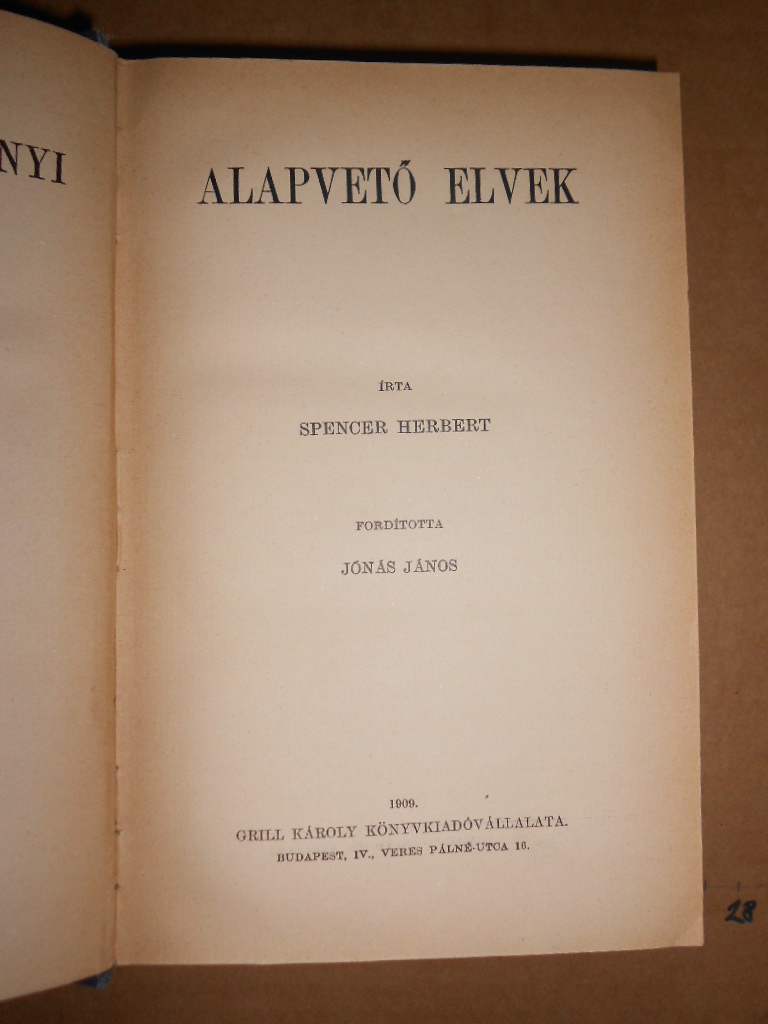 NYI
ALAPVETŐ ELVEK
ÍRTA
SPENCER HERBERT
FORDÍTOTTA
JÓNÁS JÁNOS
1909.
GRILL KÁROLY KÖNYVKIADÓVÁLLALATA.
BUDAPEST, IV., VERES PÁLNÉ-UTCA 16.
28